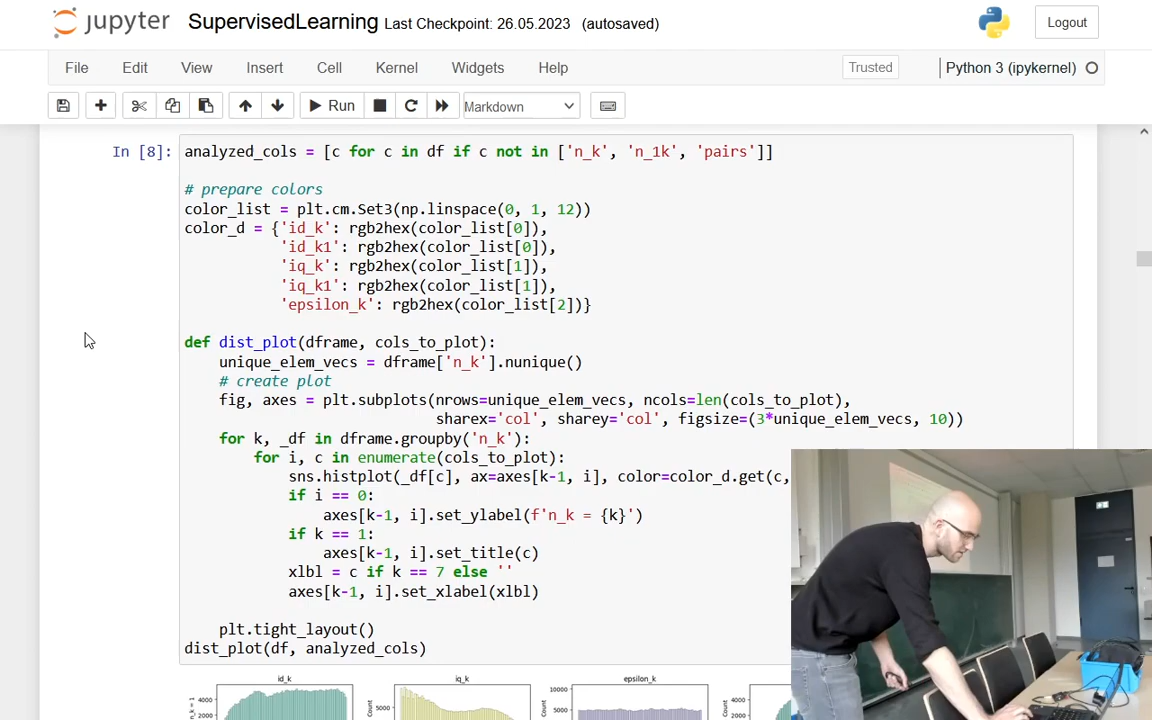 jupyter SupervisedLearning Last Checkpoint: 26.05.2023 (autosaved) Logout
File Edit View Insert Cell Kernel Widgets Help Trusted Python 3 (ipykernel)
Run Markdown
In [8]: analyzed_cols = [c for c in df if c not in ['n_k', 'n_1k', 'pairs']]
# prepare colors
color_list = plt.cm.Set3(np.linspace(0, 1, 12))
color_d = {'id_k': rgb2hex(color_list[0]),
'id_k1': rgb2hex(color_list[0]),
'iq_k': rgb2hex(color_list[1]),
'iq_k1': rgb2hex(color_list[1]),
'epsilon_k': rgb2hex(color_list[2])}
def dist_plot(dframe, cols_to_plot):
unique_elem_vecs = dframe['n_k'].nunique()
# create plot
fig, axes = plt.subplots(nrows=unique_elem_vecs, ncols=len(cols_to_plot),
sharex='col', sharey='col', figsize=(3*unique_elem_vecs, 10))
for k, _df in dframe.groupby('n_k'):
for i, c in enumerate(cols_to_plot):
sns.histplot(_df[c], ax=axes[k-1, i], color=color_d.get(c,
if i == 0:
axes[k-1, i].set_ylabel(f'n_k = {k}')
if k == 1:
axes[k-1, i].set_title(c)
xlbl = c if k == 7 else ''
axes[k-1, i].set_xlabel(xlbl)
plt.tight_layout()
dist_plot(df, analyzed_cols)
id_k iq_k epsilon_k
n_k = 1 4000 2000 Count 5000 Count 10000 5000 Count 4000 2000